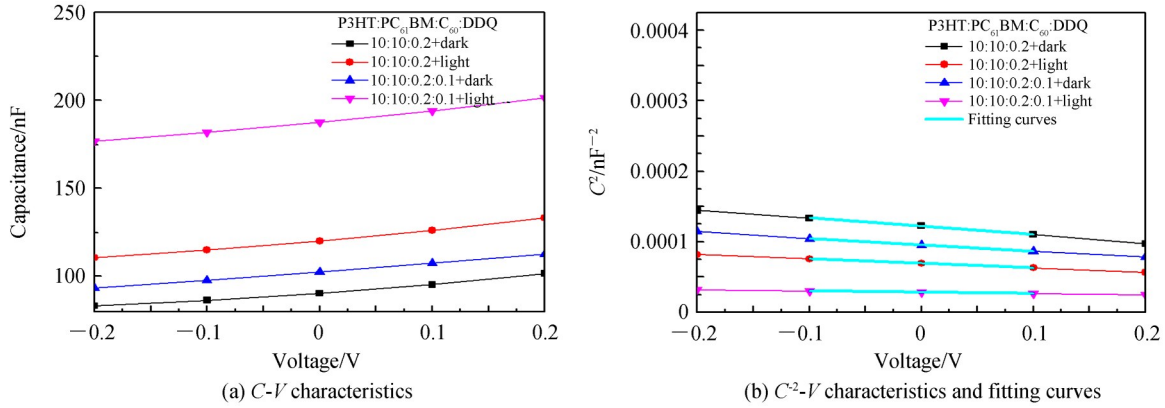 250
200
150
100
Capacitance/nF
P3HT:PC61BM:C60:DDQ
10:10:0.2+dark
10:10:0.2+light
10:10:0.2:0.1+dark
10:10:0.2:0.1+light
−0.2 −0.1 0 0.1 0.2
Voltage/V
(a) C-V characteristics
0.0004
0.0003
0.0002
0.0001
0
C²/nF⁻²
P3HT:PC61BM:C60:DDQ
10:10:0.2+dark
10:10:0.2+light
10:10:0.2:0.1+dark
10:10:0.2:0.1+light
Fitting curves
−0.2 −0.1 0 0.1 0.2
Voltage/V
(b) C⁻²-V characteristics and fitting curves